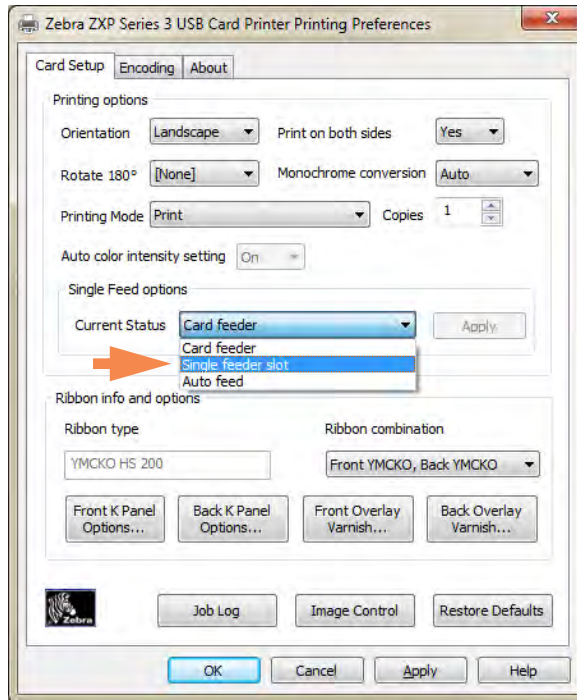 Zebra ZXP Series 3 USB Card Printer Printing Preferences
x
Card Setup Encoding About
Printing options
Orientation Landscape Print on both sides Yes
Rotate 180° [None] Monochrome conversion Auto
Printing Mode Print Copies 1
Auto color intensity setting On
Single Feed options
Current Status Card feeder Apply
Card feeder
Single feeder slot
Auto feed
Ribbon info and options
Ribbon type Ribbon combination
YMCKO HS 200 Front YMCKO, Back YMCKO
Front K Panel Back K Panel Front Overlay Back Overlay
Options... Options... Varnish... Varnish...
Zebra Job Log Image Control Restore Defaults
OK Cancel Apply Help